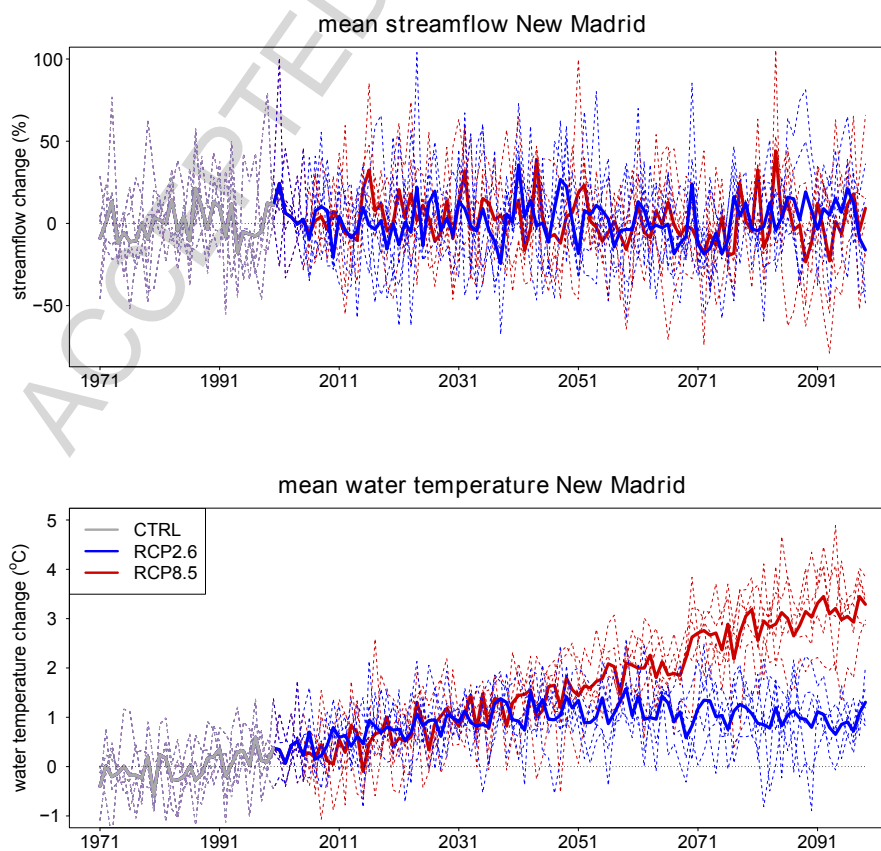 mean streamflow New Madrid
ACCEPTED
streamflow change (%)
100
50
0
−50
1971 1991 2011 2031 2051 2071 2091
mean water temperature New Madrid
water temperature change (°C)
5
4
3
2
1
0
−1
CTRL
RCP2.6
RCP8.5
1971 1991 2011 2031 2051 2071 2091